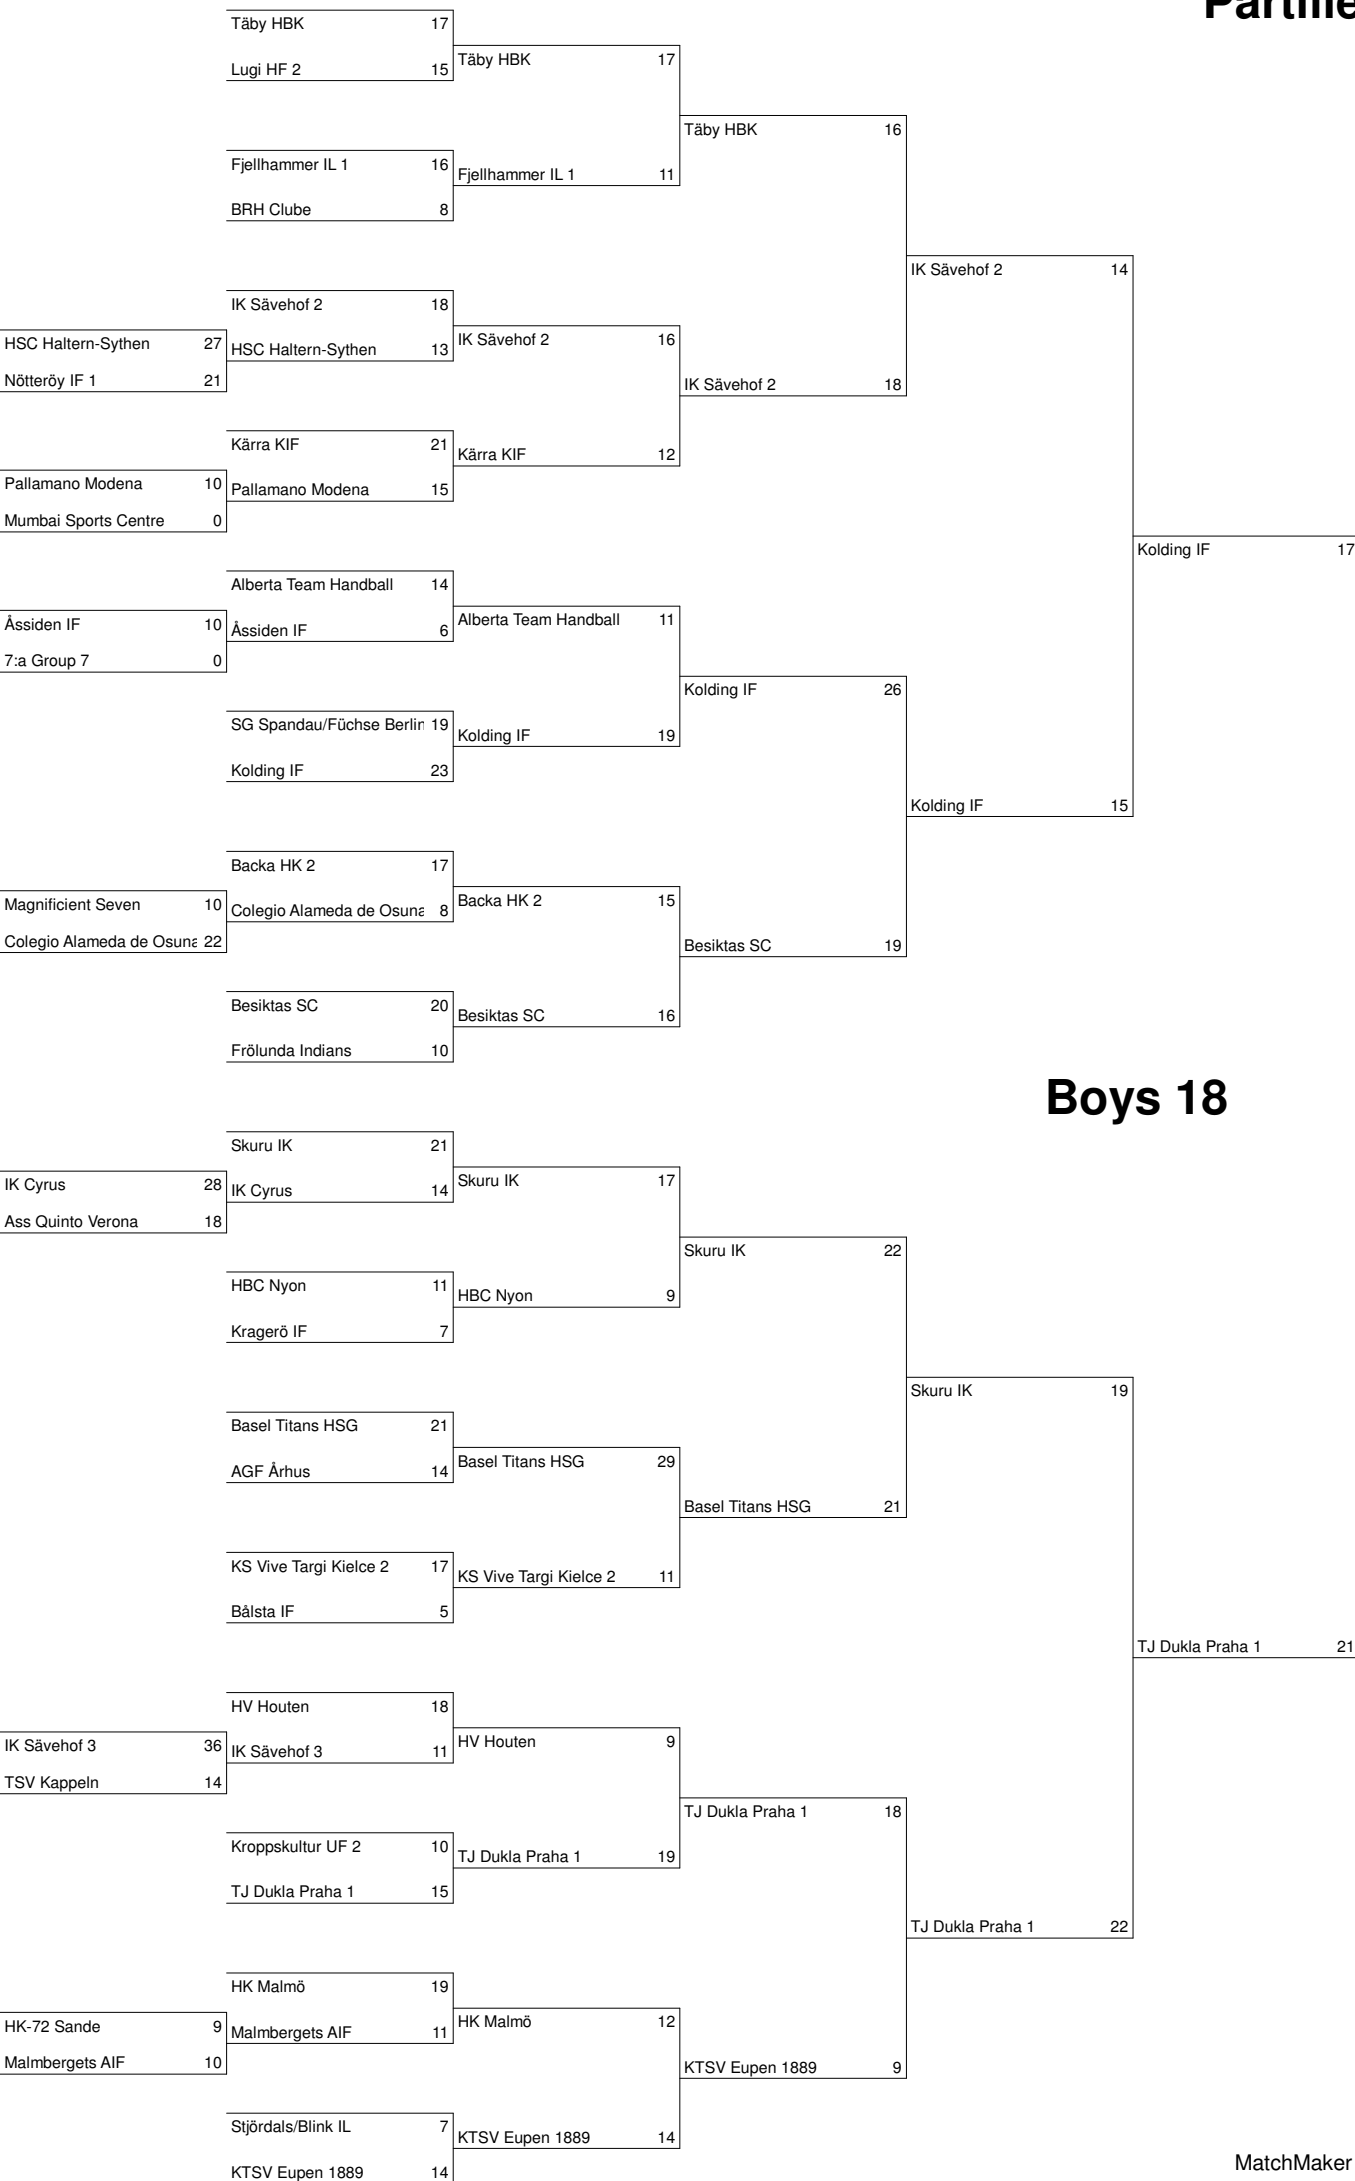 Täby HBK 17
Lugi HF 2 15
Täby HBK 17
Täby HBK 16
Fjellhammer IL 1 16
Fjellhammer IL 1 11
BRH Clube 8
IK Sävehof 2 14
IK Sävehof 2 18
HSC Haltern-Sythen 27
HSC Haltern-Sythen 13
IK Sävehof 2 16
Nötteröy IF 1 21
IK Sävehof 2 18
Kärra KIF 21
Kärra KIF 12
Pallamano Modena 10
Pallamano Modena 15
Mumbai Sports Centre 0
Kolding IF 17
Alberta Team Handball 14
Åssiden IF 10
Åssiden IF 6
Alberta Team Handball 11
7:a Group 7 0
Kolding IF 26
SG Spandau/Füchse Berlin 19
Kolding IF 19
Kolding IF 23
Kolding IF 15
Backa HK 2 17
Magnificient Seven 10
Colegio Alameda de Osuna 8
Backa HK 2 15
Colegio Alameda de Osuna 22
Besiktas SC 19
Besiktas SC 20
Besiktas SC 16
Frölunda Indians 10
Boys 18
Skuru IK 21
IK Cyrus 28
IK Cyrus 14
Skuru IK 17
Ass Quinto Verona 18
Skuru IK 22
HBC Nyon 11
HBC Nyon 9
Kragerö IF 7
Skuru IK 19
Basel Titans HSG 21
AGF Århus 14
Basel Titans HSG 29
Basel Titans HSG 21
KS Vive Targi Kielce 2 17
KS Vive Targi Kielce 2 11
Bålsta IF 5
TJ Dukla Praha 1 21
HV Houten 18
IK Sävehof 3 36
IK Sävehof 3 11
HV Houten 9
TSV Kappeln 14
TJ Dukla Praha 1 18
Kroppskultur UF 2 10
TJ Dukla Praha 1 19
TJ Dukla Praha 1 15
TJ Dukla Praha 1 22
HK Malmö 19
HK-72 Sande 9
Malmbergets AIF 11
HK Malmö 12
Malmbergets AIF 10
KTSV Eupen 1889 9
Stjördals/Blink IL 7
KTSV Eupen 1889 14
KTSV Eupen 1889 14
MatchMaker